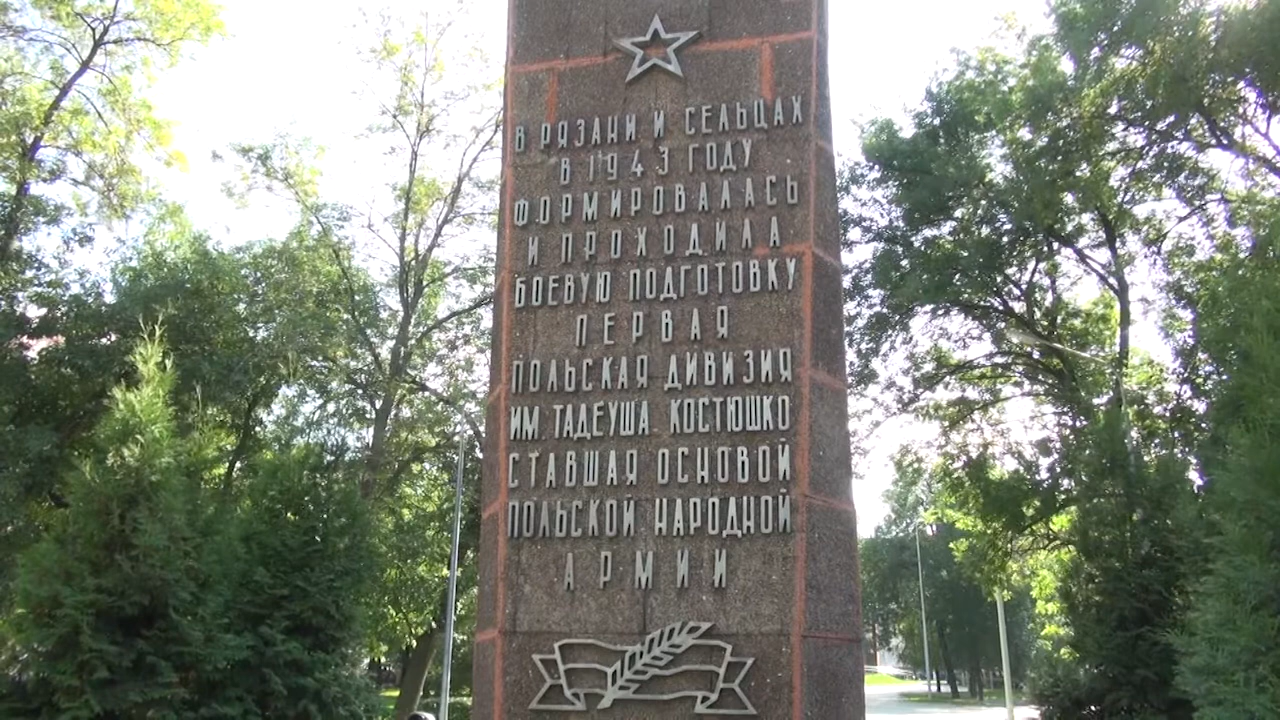 В РЯЗАНИ И СЕЛЬЦАХ
В 1943 ГОДУ
ФОРМИРОВАЛАСЬ
И ПРОХОДИЛА
БОЕВУЮ ПОДГОТОВКУ
ПЕРВАЯ
ПОЛЬСКАЯ ДИВИЗИЯ
ИМ. ТАДЕУША КОСТЮШКО
СТАВШАЯ ОСНОВОЙ
ПОЛЬСКОЙ НАРОДНОЙ
АРМИИ